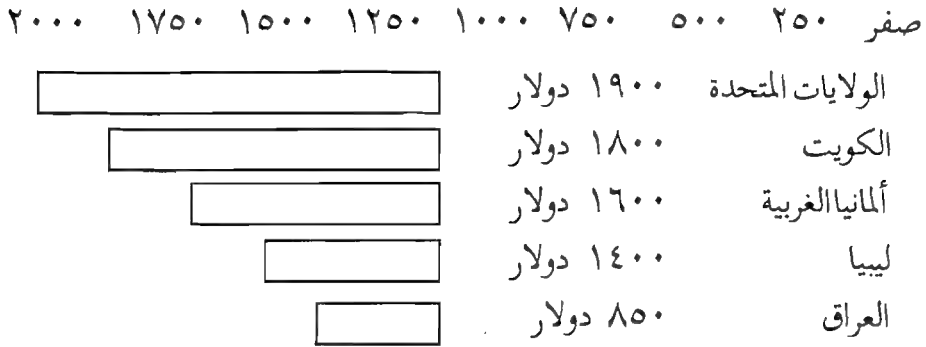 صفر ٢٥٠ ٥٠٠ ٧٥٠ ١٠٠٠ ١٢٥٠ ١٥٠٠ ١٧٥٠ ٢٠٠٠
الولايات المتحدة ١٩٠٠ دولار
الكويت ١٨٠٠ دولار
ألمانيا الغربية ١٦٠٠ دولار
ليبيا ١٤٠٠ دولار
العراق ٨٥٠ دولار